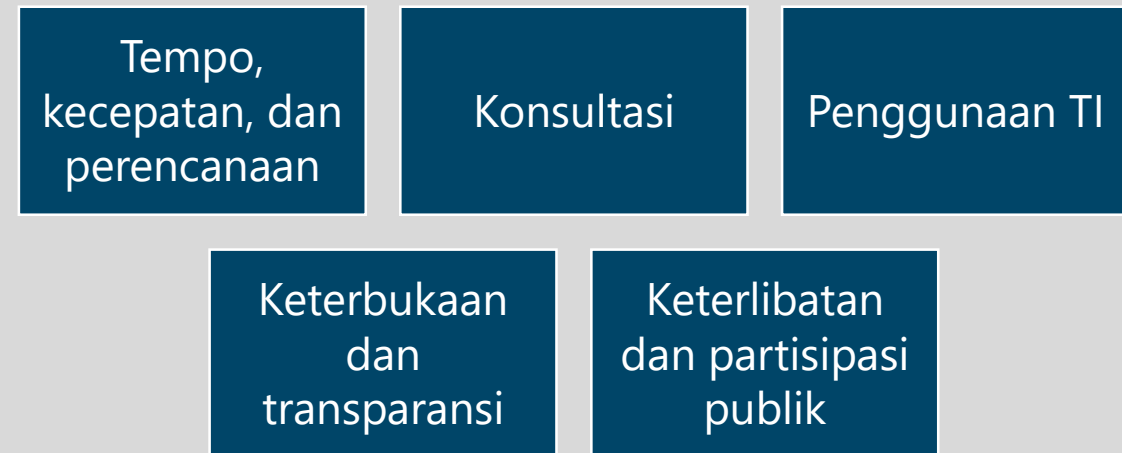 Tempo,
kecepatan, dan
perencanaan
Konsultasi
Penggunaan TI
Keterbukaan
dan
transparansi
Keterlibatan
dan partisipasi
publik